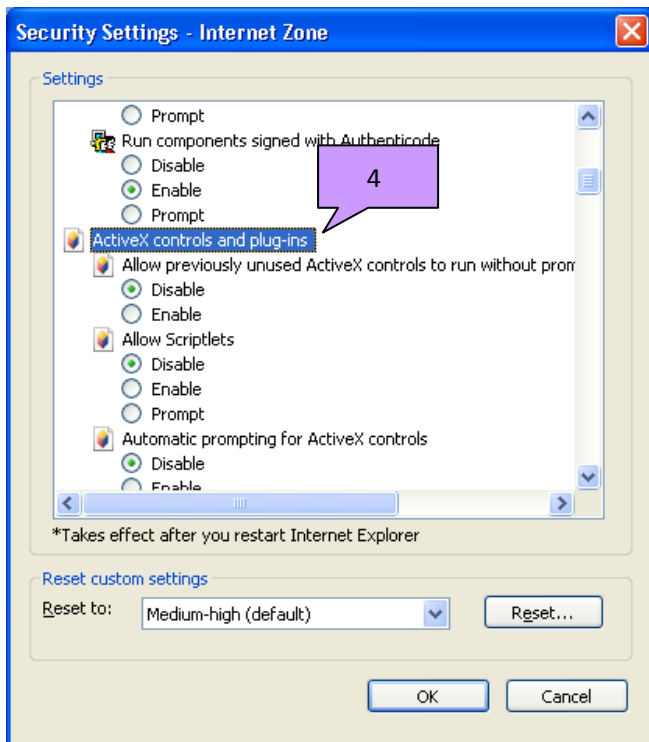 Security Settings - Internet Zone
Settings
Prompt
Run components signed with Authenticode
Disable
4
Enable
Prompt
ActiveX controls and plug-ins
Allow previously unused ActiveX controls to run without prom
Disable
Enable
Allow Scriptlets
Disable
Enable
Prompt
Automatic prompting for ActiveX controls
Disable
Enable
*Takes effect after you restart Internet Explorer
Reset custom settings
Reset to: Medium-high (default) Reset...
OK Cancel